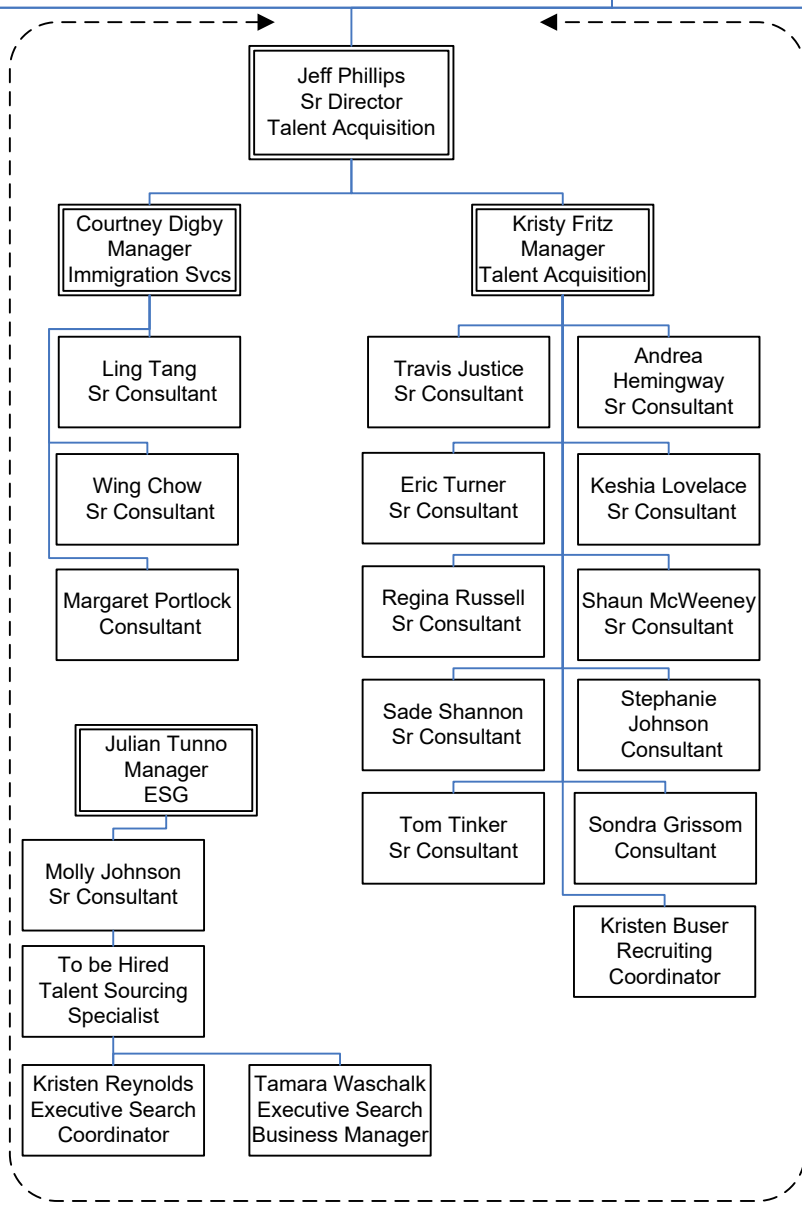 Jeff Phillips
Sr Director
Talent Acquisition
Courtney Digby
Manager
Immigration Svcs
Kristy Fritz
Manager
Talent Acquisition
Ling Tang
Sr Consultant
Travis Justice
Sr Consultant
Andrea
Hemingway
Sr Consultant
Wing Chow
Sr Consultant
Eric Turner
Sr Consultant
Keshia Lovelace
Sr Consultant
Margaret Portlock
Consultant
Regina Russell
Sr Consultant
Shaun McWeeney
Sr Consultant
Sade Shannon
Sr Consultant
Stephanie
Johnson
Consultant
Julian Tunno
Manager
ESG
Tom Tinker
Sr Consultant
Sondra Grissom
Consultant
Molly Johnson
Sr Consultant
Kristen Buser
Recruiting
Coordinator
To be Hired
Talent Sourcing
Specialist
Kristen Reynolds
Executive Search
Coordinator
Tamara Waschalk
Executive Search
Business Manager